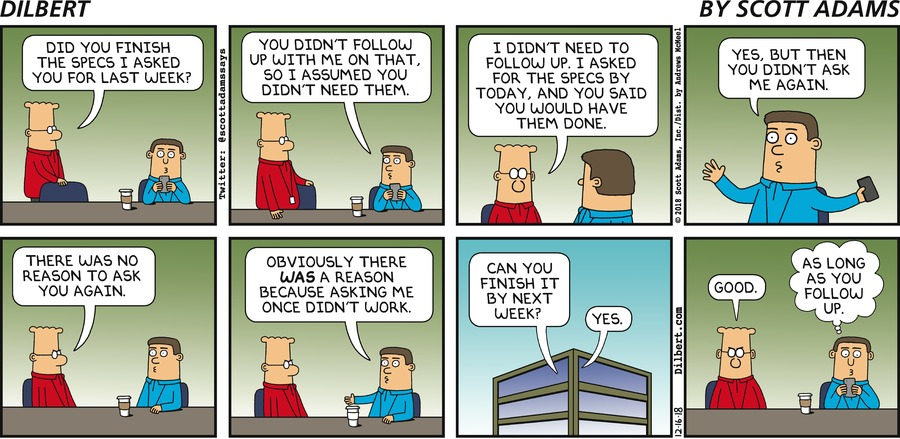 DILBERT
BY SCOTT ADAMS
DID YOU FINISH
THE SPECS I ASKED
YOU FOR LAST WEEK?
Twitter: @scottadamssays
YOU DIDN'T FOLLOW
UP WITH ME ON THAT,
SO I ASSUMED YOU
DIDN'T NEED THEM.
I DIDN'T NEED TO
FOLLOW UP. I ASKED
FOR THE SPECS BY
TODAY, AND YOU SAID
YOU WOULD HAVE
THEM DONE.
© 2018 Scott Adams, Inc./Dist. by Andrews McMeel
YES, BUT THEN
YOU DIDN'T ASK
ME AGAIN.
THERE WAS NO
REASON TO ASK
YOU AGAIN.
OBVIOUSLY THERE
WAS A REASON
BECAUSE ASKING ME
ONCE DIDN'T WORK.
CAN YOU
FINISH IT
BY NEXT
WEEK?
YES.
12-16-18 Dilbert.com
GOOD.
AS LONG
AS YOU
FOLLOW
UP.